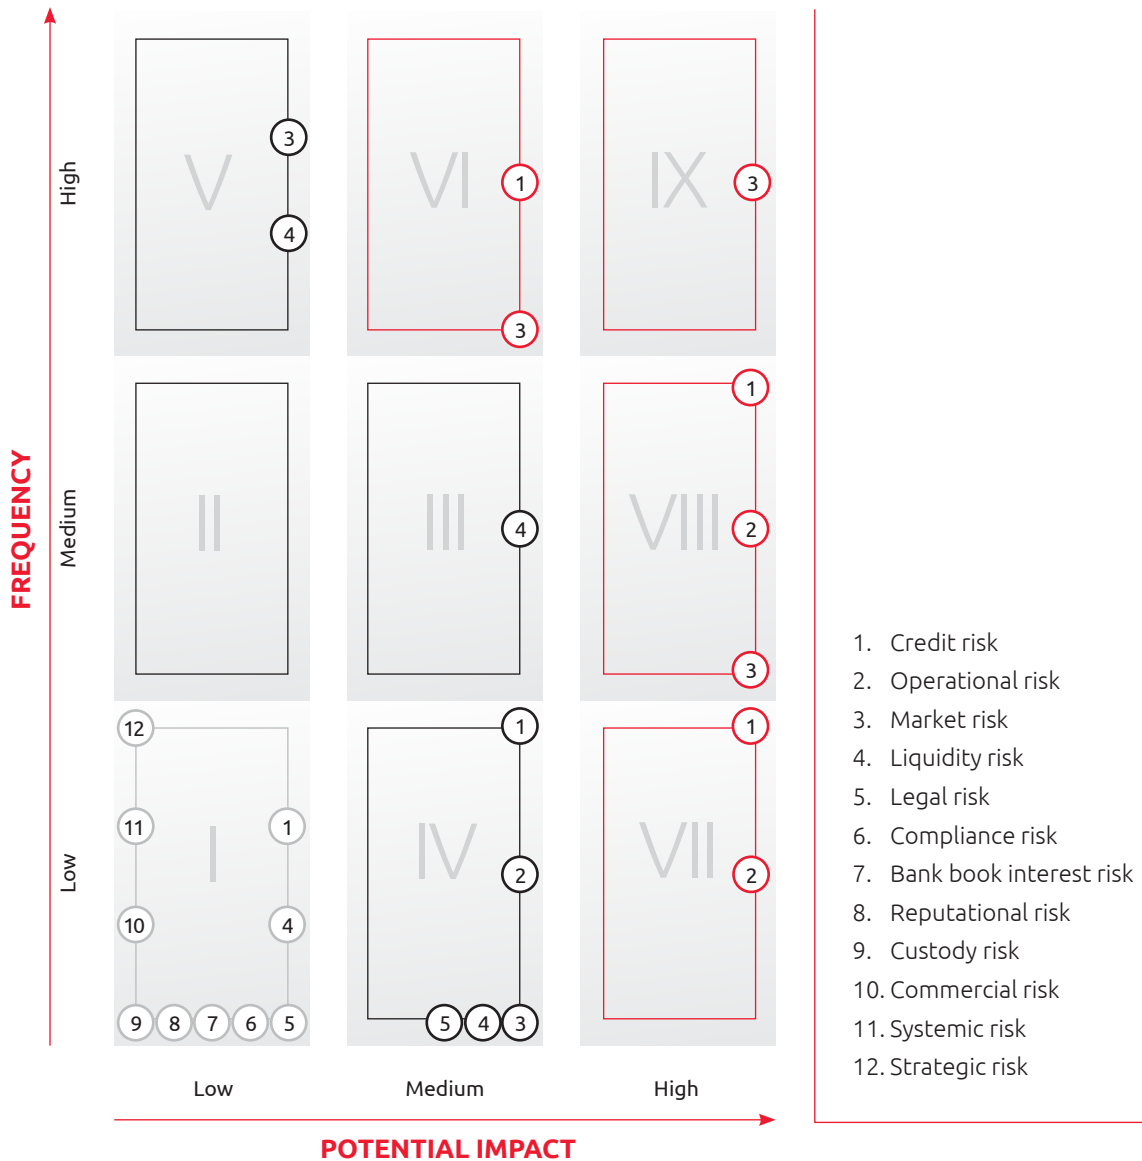 FREQUENCY
High
Medium
Low
V
3
4
VI
1
3
IX
3
II
III
4
VIII
1
2
3
I
12
11
10
1
4
9 8 7 6 5
IV
1
2
5 4 3
VII
1
2
Low Medium High
POTENTIAL IMPACT
1. Credit risk
2. Operational risk
3. Market risk
4. Liquidity risk
5. Legal risk
6. Compliance risk
7. Bank book interest risk
8. Reputational risk
9. Custody risk
10. Commercial risk
11. Systemic risk
12. Strategic risk